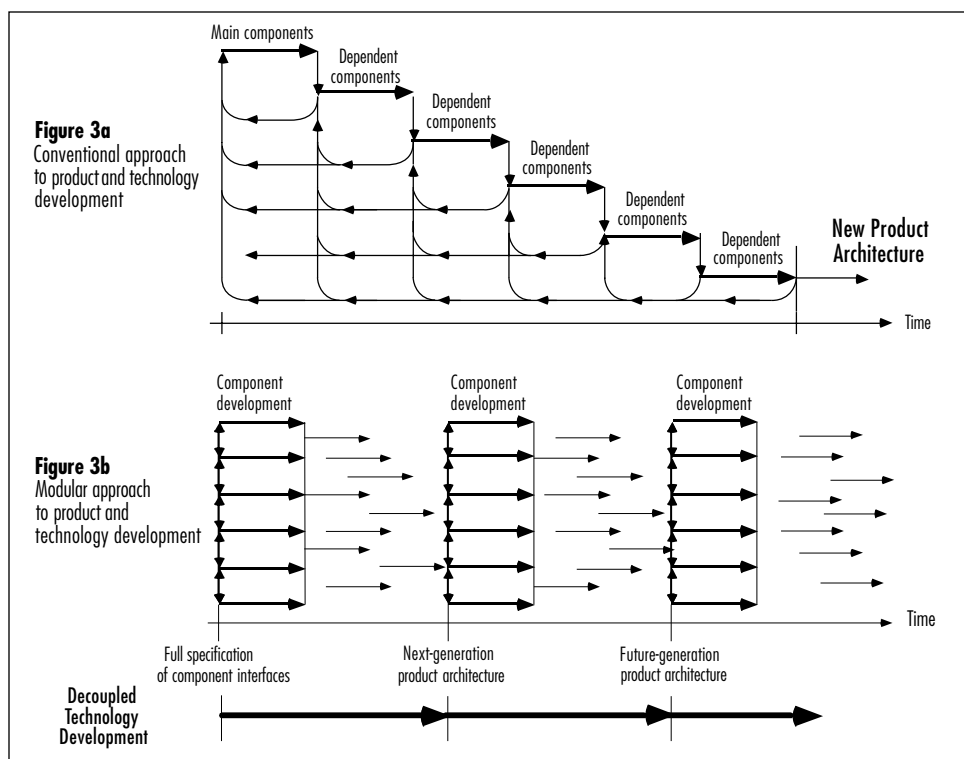 Main components
Dependent
components
Dependent
components
Dependent
components
Dependent
components
Dependent
components
Figure 3a
Conventional approach
to product and technology
development
New Product
Architecture
Time
Component
development
Component
development
Component
development
Figure 3b
Modular approach
to product and
technology development
Time
Full specification
of component interfaces
Next-generation
product architecture
Future-generation
product architecture
Decoupled
Technology
Development